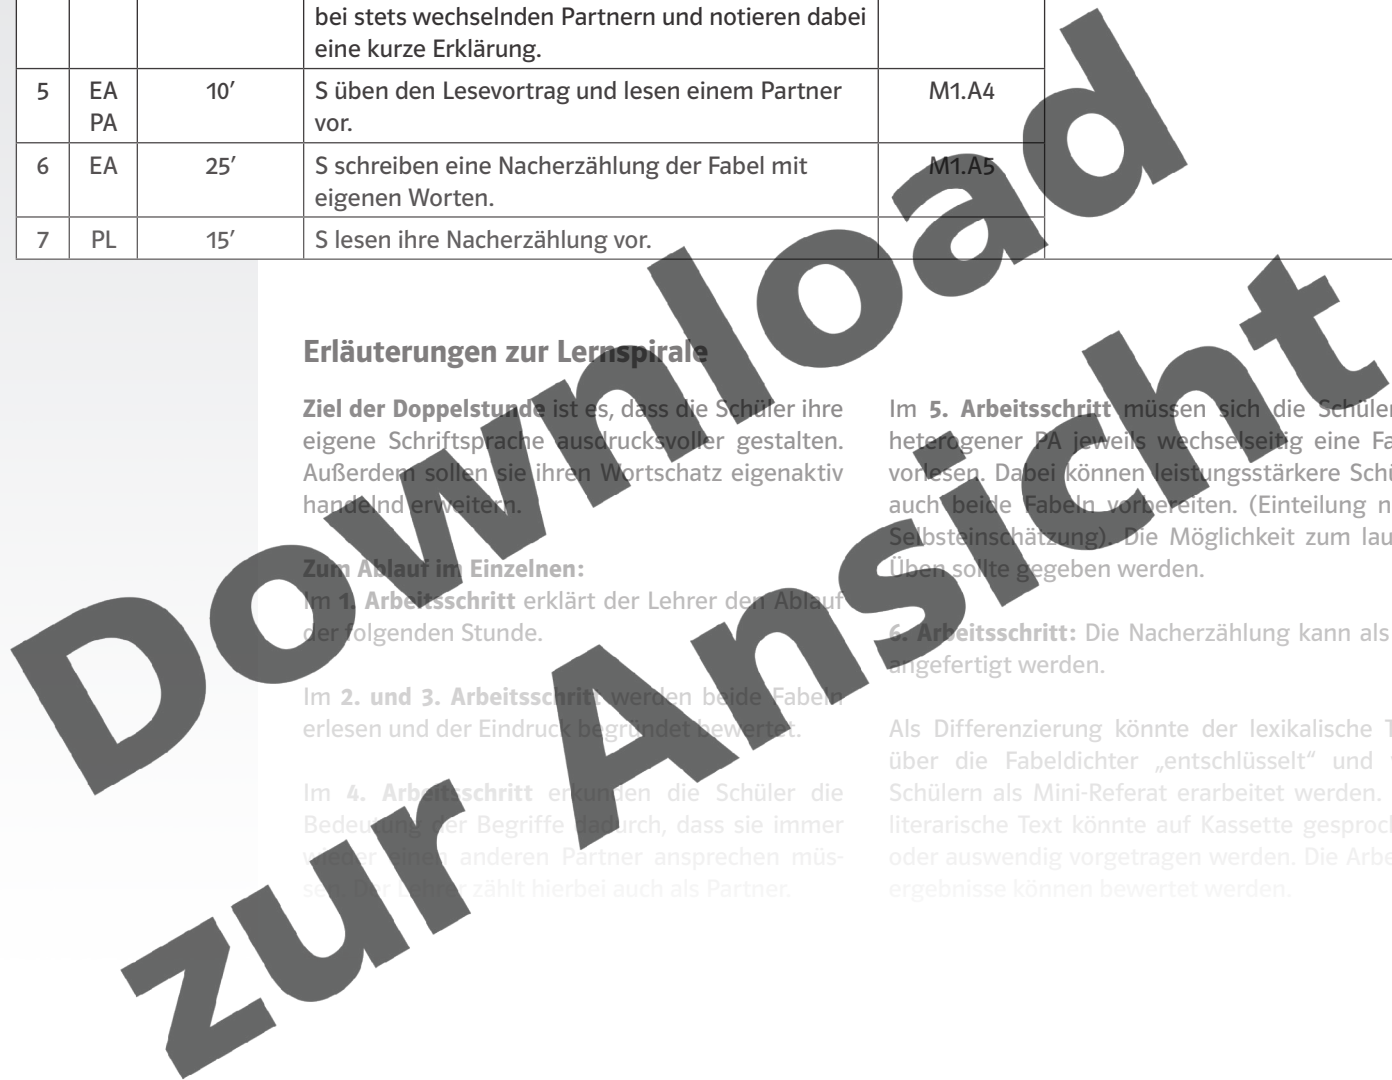 bei stets wechselnden Partnern und notieren dabei
eine kurze Erklärung.
5 EA 10′ S üben den Lesevortrag und lesen einem Partner M1.A4
PA vor.
6 EA 25′ S schreiben eine Nacherzählung der Fabel mit M1.A5
eigenen Worten.
7 PL 15′ S lesen ihre Nacherzählung vor.
Erläuterungen zur Lernspirale
Ziel der Doppelstunde ist es, dass die Schüler ihre
eigene Schriftsprache ausdrucksvoller gestalten.
Außerdem sollen sie ihren Wortschatz eigenaktiv
handelnd erweitern.
Zum Ablauf im Einzelnen:
Im 1. Arbeitsschritt erklärt der Lehrer den Ablauf
der folgenden Stunde.
Im 2. und 3. Arbeitsschritt werden beide Fabeln
erlesen und der Eindruck begründet bewertet.
Im 4. Arbeitsschritt erkunden die Schüler die
Bedeutung der Begriffe dadurch, dass sie immer
wieder einen anderen Partner ansprechen müs-
sen. Der Lehrer zählt hierbei auch als Partner.
Im 5. Arbeitsschritt müssen sich die Schüler
heterogener PA jeweils wechselseitig eine Fa
vorlesen. Dabei können leistungsstärkere Schü
auch beide Fabeln vorbereiten. (Einteilung n
Selbsteinschätzung). Die Möglichkeit zum lau
Üben sollte gegeben werden.
6. Arbeitsschritt: Die Nacherzählung kann als
angefertigt werden.
Als Differenzierung könnte der lexikalische T
über die Fabeldichter „entschlüsselt“ und v
Schülern als Mini-Referat erarbeitet werden.
literarische Text könnte auf Kassette gesproch
oder auswendig vorgetragen werden. Die Arbe
ergebnisse können bewertet werden.
Download
zur Ansicht